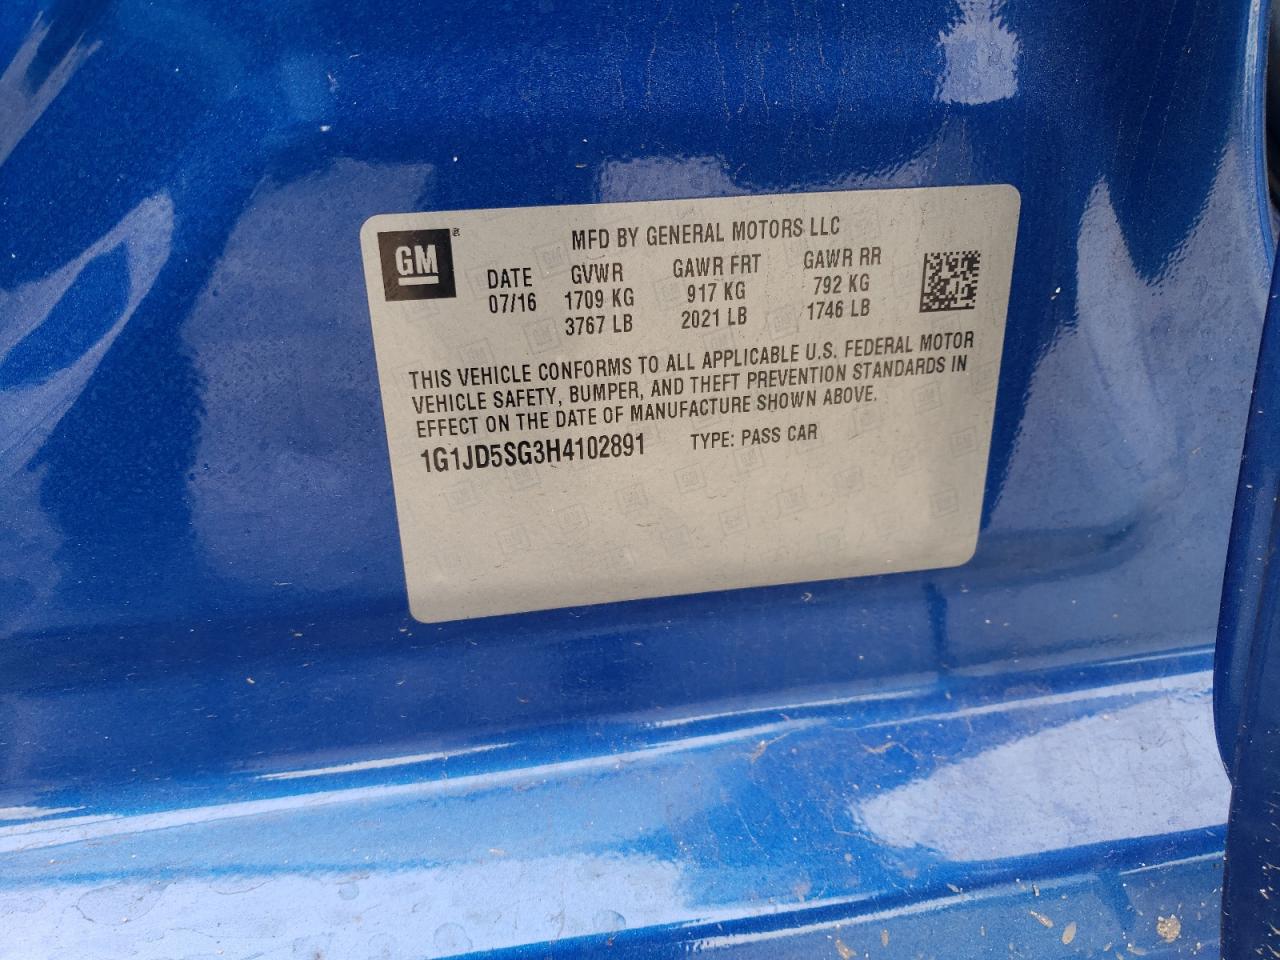 GM
MFD BY GENERAL MOTORS LLC
DATE GVWR GAWR FRT GAWR RR
07/16 1709 KG 917 KG 792 KG
3767 LB 2021 LB 1746 LB
THIS VEHICLE CONFORMS TO ALL APPLICABLE U.S. FEDERAL MOTOR
VEHICLE SAFETY, BUMPER, AND THEFT PREVENTION STANDARDS IN
EFFECT ON THE DATE OF MANUFACTURE SHOWN ABOVE.
1G1JD5SG3H4102891 TYPE: PASS CAR